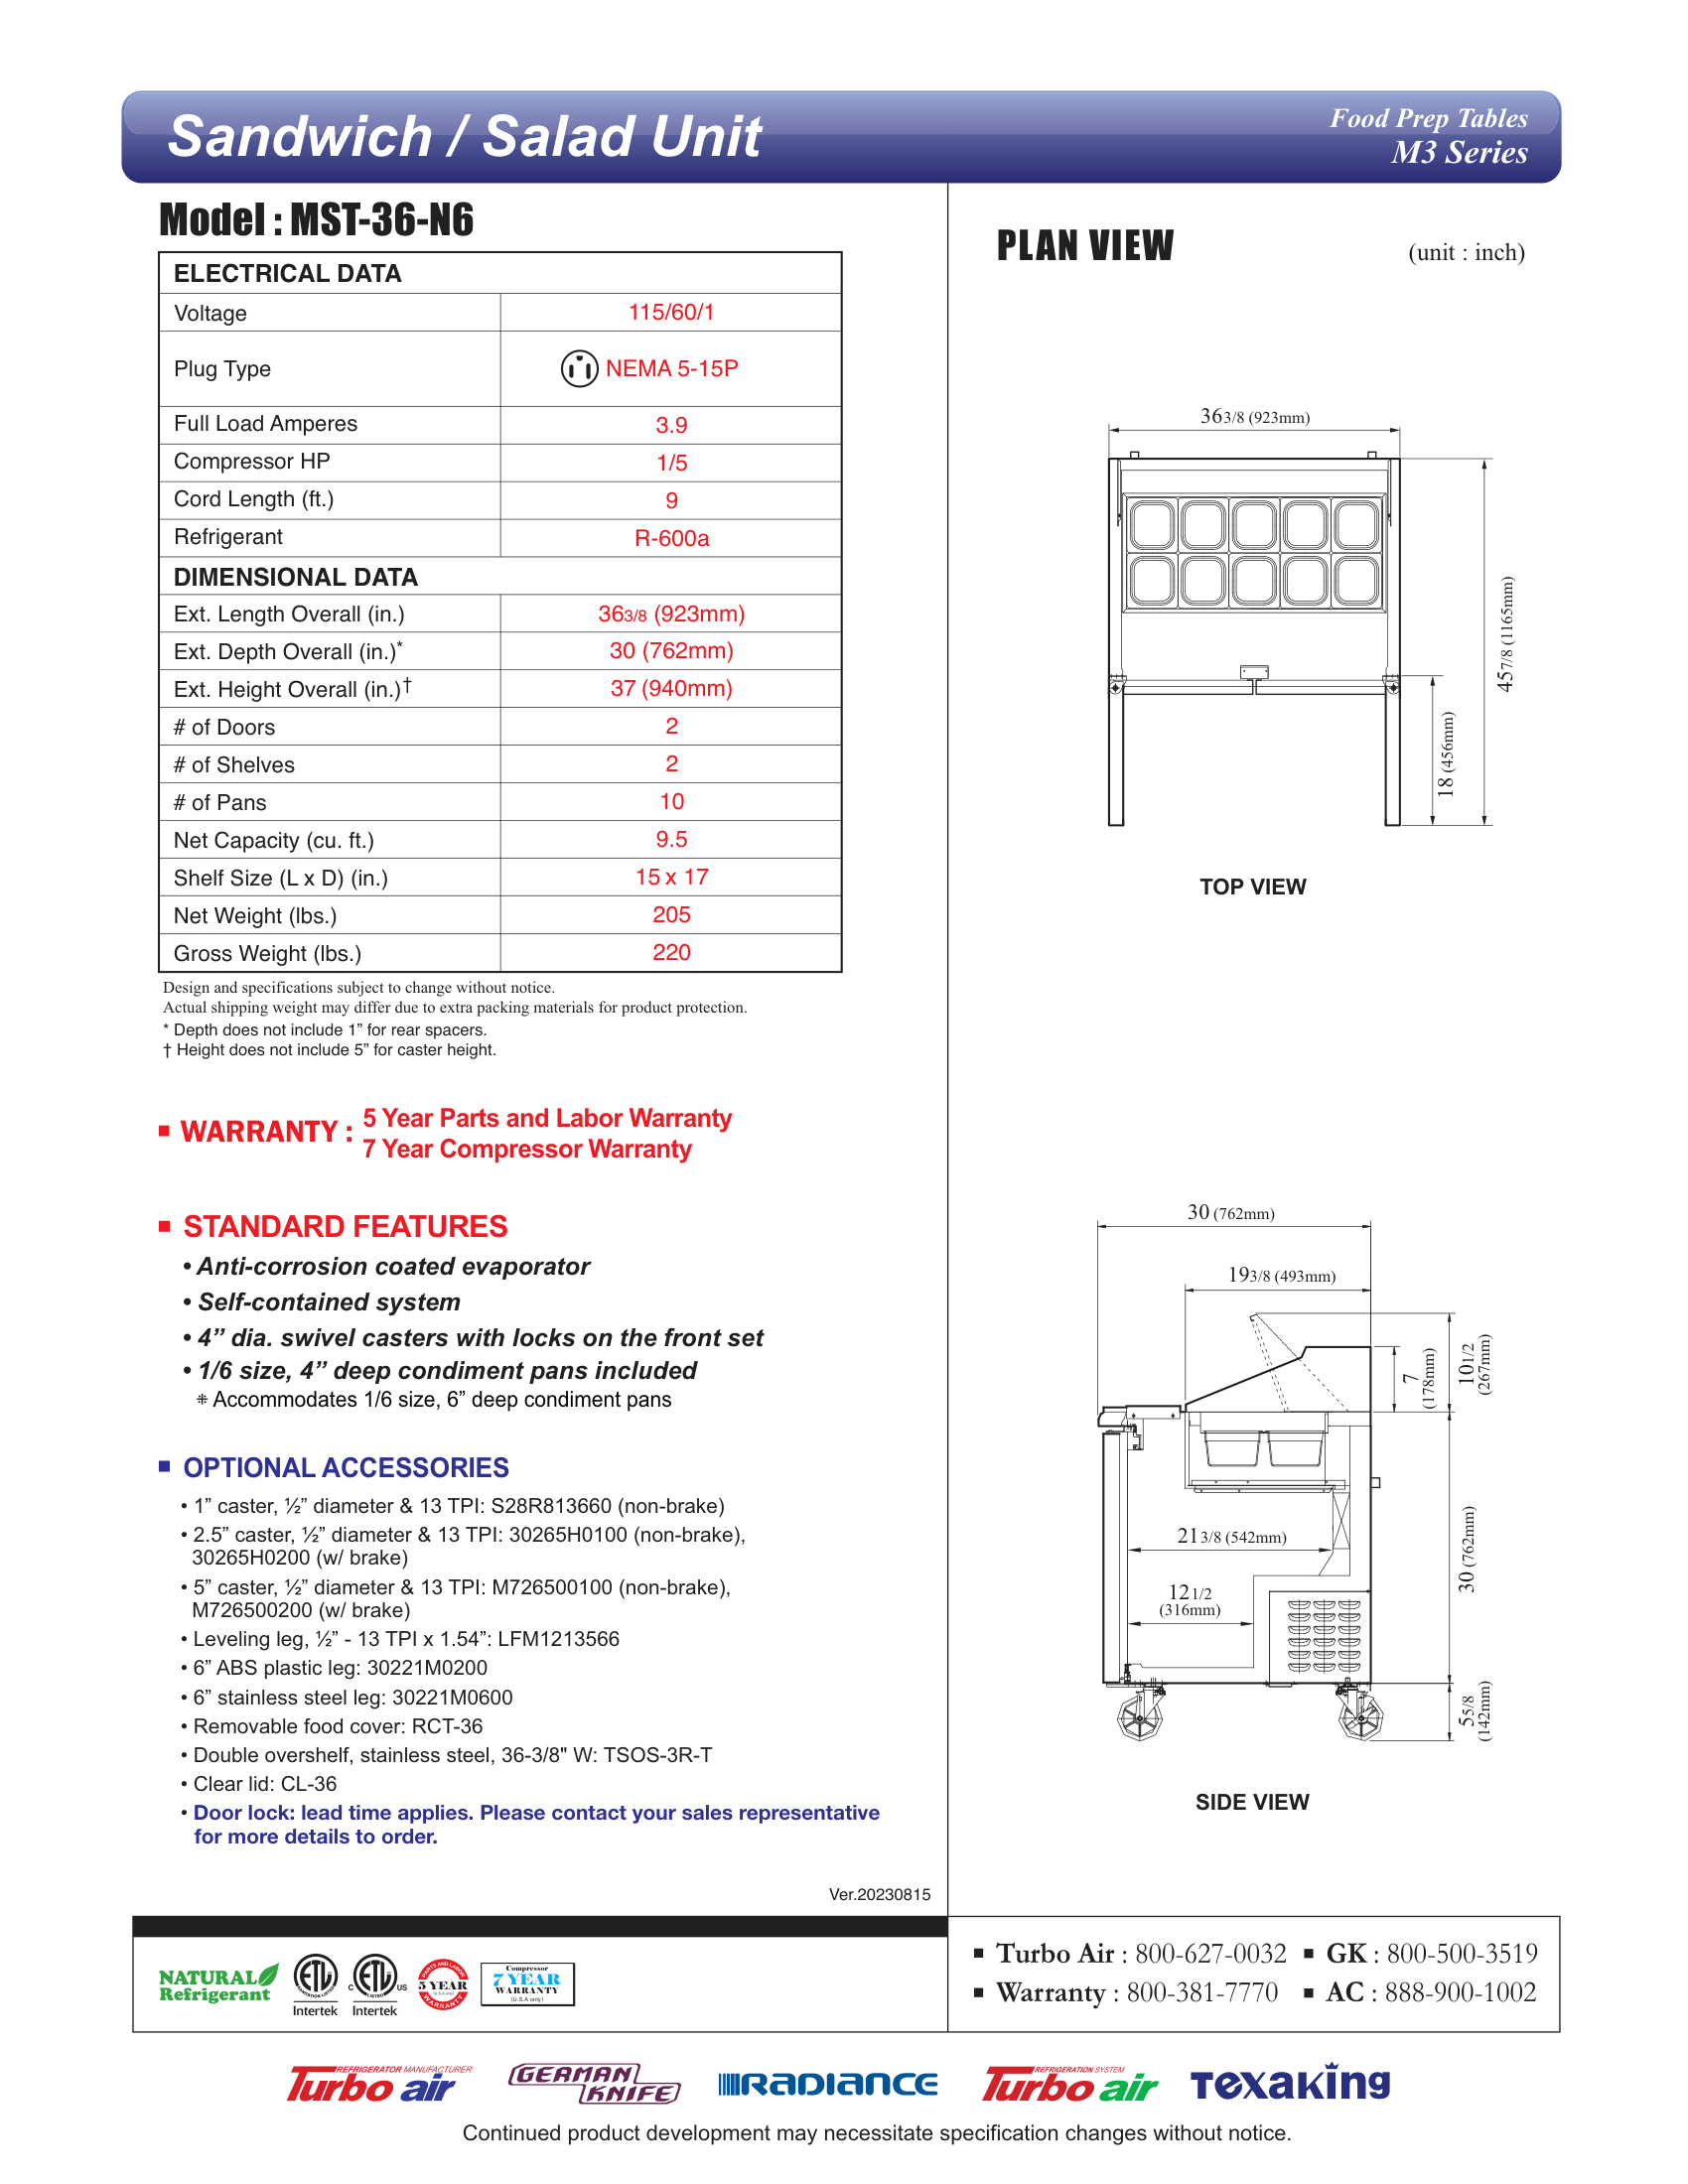 Sandwich / Salad Unit
Food Prep Tables
M3 Series
Model : MST-36-N6
ELECTRICAL DATA
Voltage 115/60/1
Plug Type NEMA 5-15P
Full Load Amperes 3.9
Compressor HP 1/5
Cord Length (ft.) 9
Refrigerant R-600a
DIMENSIONAL DATA
Ext. Length Overall (in.) 363/8 (923mm)
Ext. Depth Overall (in.)* 30 (762mm)
Ext. Height Overall (in.)† 37 (940mm)
# of Doors 2
# of Shelves 2
# of Pans 10
Net Capacity (cu. ft.) 9.5
Shelf Size (L x D) (in.) 15 x 17
Net Weight (lbs.) 205
Gross Weight (lbs.) 220
Design and specifications subject to change without notice.
Actual shipping weight may differ due to extra packing materials for product protection.
* Depth does not include 1” for rear spacers.
† Height does not include 5” for caster height.
■ WARRANTY : 5 Year Parts and Labor Warranty
7 Year Compressor Warranty
■ STANDARD FEATURES
• Anti-corrosion coated evaporator
• Self-contained system
• 4” dia. swivel casters with locks on the front set
• 1/6 size, 4” deep condiment pans included
⁜ Accommodates 1/6 size, 6” deep condiment pans
■ OPTIONAL ACCESSORIES
• 1” caster, ½” diameter & 13 TPI: S28R813660 (non-brake)
• 2.5” caster, ½” diameter & 13 TPI: 30265H0100 (non-brake),
30265H0200 (w/ brake)
• 5” caster, ½” diameter & 13 TPI: M726500100 (non-brake),
M726500200 (w/ brake)
• Leveling leg, ½” - 13 TPI x 1.54”: LFM1213566
• 6” ABS plastic leg: 30221M0200
• 6” stainless steel leg: 30221M0600
• Removable food cover: RCT-36
• Double overshelf, stainless steel, 36-3/8" W: TSOS-3R-T
• Clear lid: CL-36
• Door lock: lead time applies. Please contact your sales representative
for more details to order.
Ver.20230815
PLAN VIEW
(unit : inch)
363/8 (923mm)
457/8 (1165mm)
18 (456mm)
TOP VIEW
30 (762mm)
193/8 (493mm)
7
(178mm)
101/2
(267mm)
213/8 (542mm)
121/2
(316mm)
30 (762mm)
55/8
(142mm)
SIDE VIEW
NATURAL
Refrigerant
ETL
Intertek
C ETL US
Intertek
PARTS AND LABOR
5 YEAR
(U.S.A only)
WARRANTY
Compressor
7 YEAR
WARRANTY
(U.S.A only)
■ Turbo Air : 800-627-0032 ■ GK : 800-500-3519
■ Warranty : 800-381-7770 ■ AC : 888-900-1002
REFRIGERATOR MANUFACTURER
Turbo air
GERMAN
KNIFE
RADIANCE
REFRIGERATION SYSTEM
Turbo air
Texaking
Continued product development may necessitate specification changes without notice.